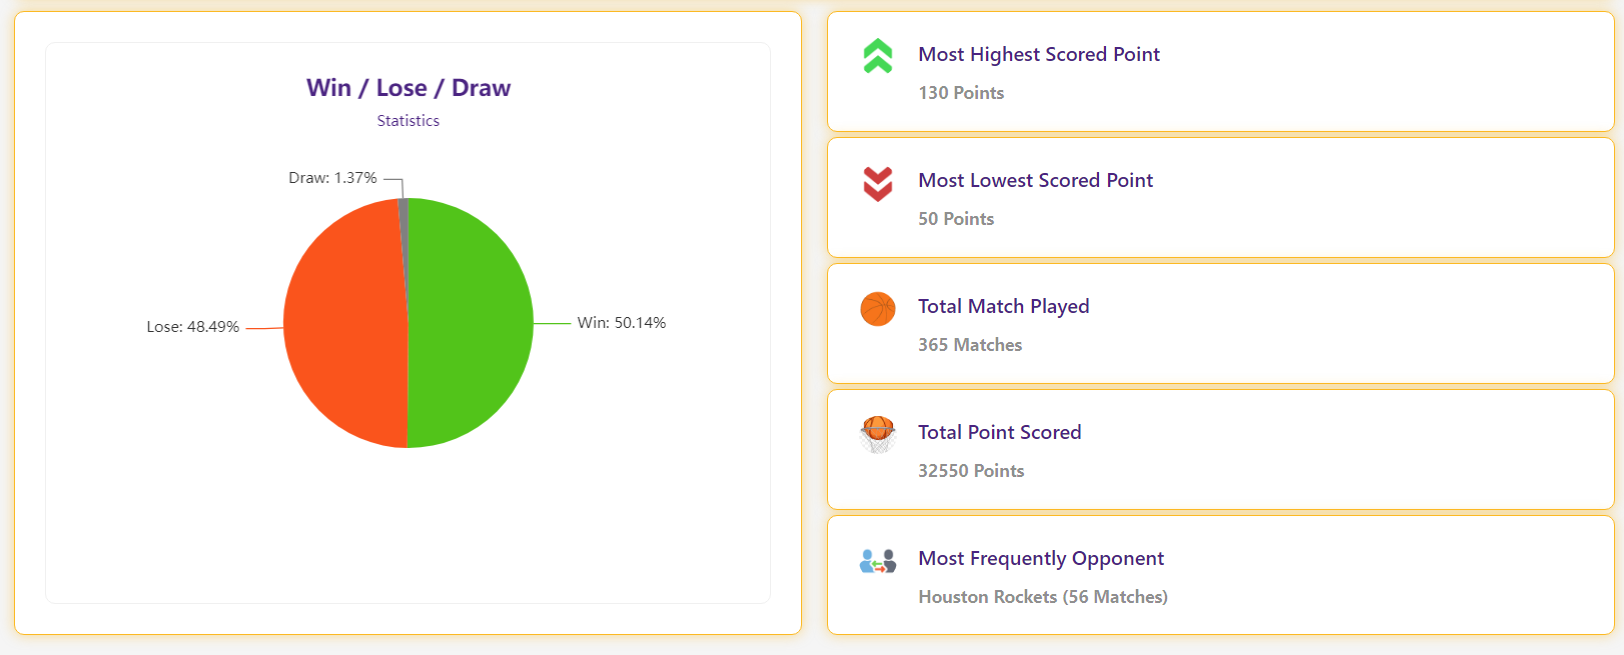 Win / Lose / Draw
Statistics
Draw: 1.37%
Lose: 48.49%
Win: 50.14%
Most Highest Scored Point
130 Points
Most Lowest Scored Point
50 Points
Total Match Played
365 Matches
Total Point Scored
32550 Points
Most Frequently Opponent
Houston Rockets (56 Matches)